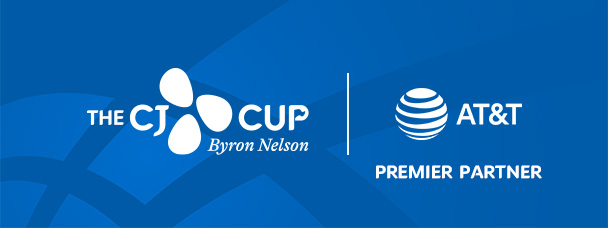 THE CJ CUP
Byron Nelson
AT&T
PREMIER PARTNER